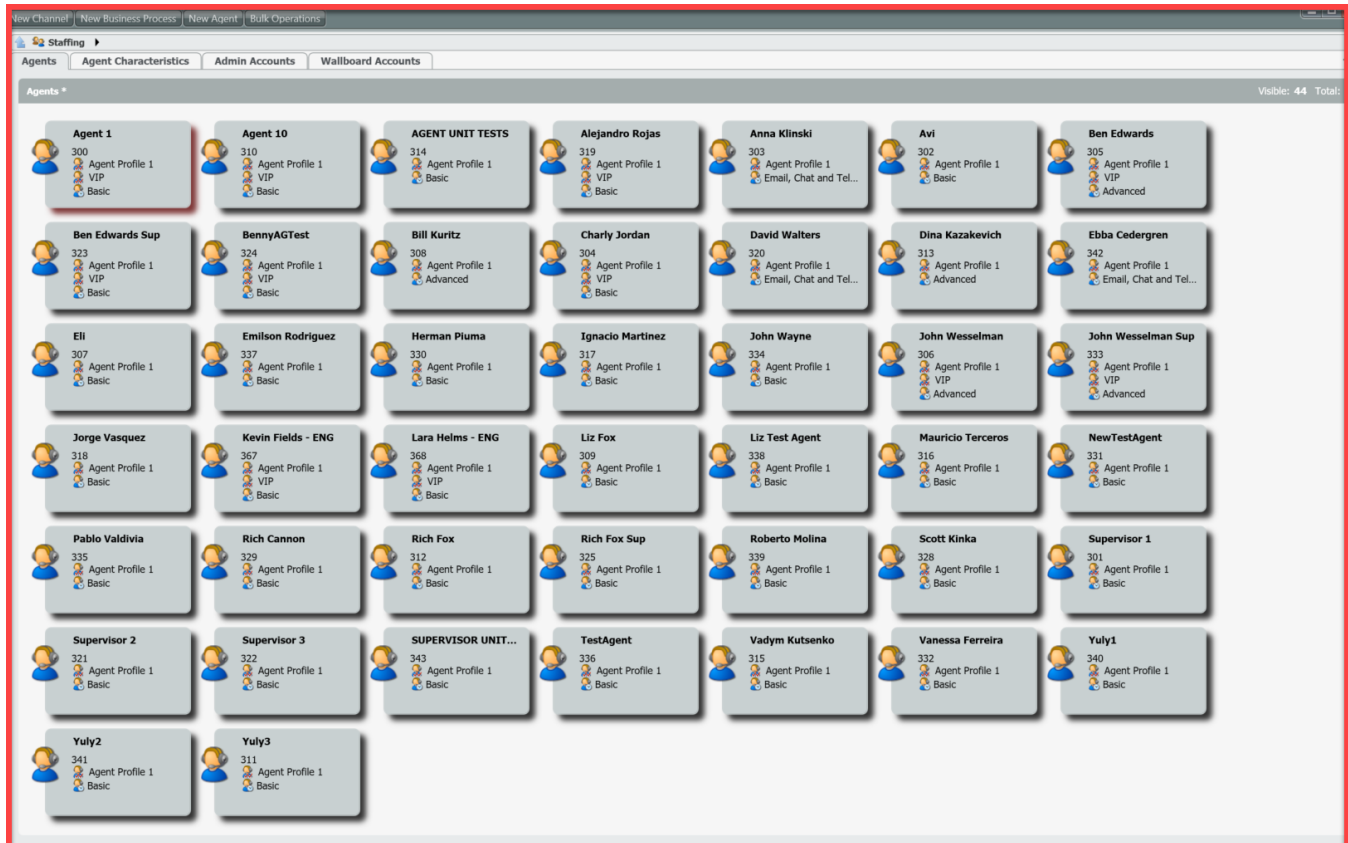 New Channel New Business Process New Agent Bulk Operations
Staffing
Agents Agent Characteristics Admin Accounts Wallboard Accounts
Agents * Visible: 44 Total:
Agent 1
300
Agent Profile 1
VIP
Basic
Agent 10
310
Agent Profile 1
VIP
Basic
AGENT UNIT TESTS
314
Agent Profile 1
Basic
Alejandro Rojas
319
Agent Profile 1
VIP
Basic
Anna Klinski
303
Agent Profile 1
Email, Chat and Tel...
Avi
302
Agent Profile 1
Basic
Ben Edwards
305
Agent Profile 1
VIP
Advanced
Ben Edwards Sup
323
Agent Profile 1
VIP
Basic
BennyAGTest
324
Agent Profile 1
VIP
Basic
Bill Kuritz
308
Agent Profile 1
Advanced
Charly Jordan
304
Agent Profile 1
VIP
Basic
David Walters
320
Agent Profile 1
Email, Chat and Tel...
Dina Kazakevich
313
Agent Profile 1
Advanced
Ebba Cedergren
342
Agent Profile 1
Email, Chat and Tel...
Eli
307
Agent Profile 1
Basic
Emilson Rodriguez
337
Agent Profile 1
Basic
Herman Piuma
330
Agent Profile 1
Basic
Ignacio Martinez
317
Agent Profile 1
Basic
John Wayne
334
Agent Profile 1
Basic
John Wesselman
306
Agent Profile 1
VIP
Advanced
John Wesselman Sup
333
Agent Profile 1
VIP
Advanced
Jorge Vasquez
318
Agent Profile 1
Basic
Kevin Fields - ENG
367
Agent Profile 1
VIP
Basic
Lara Helms - ENG
368
Agent Profile 1
VIP
Basic
Liz Fox
309
Agent Profile 1
Basic
Liz Test Agent
338
Agent Profile 1
Basic
Mauricio Terceros
316
Agent Profile 1
Basic
NewTestAgent
331
Agent Profile 1
Basic
Pablo Valdivia
335
Agent Profile 1
Basic
Rich Cannon
329
Agent Profile 1
Basic
Rich Fox
312
Agent Profile 1
Basic
Rich Fox Sup
325
Agent Profile 1
Basic
Roberto Molina
339
Agent Profile 1
Basic
Scott Kinka
328
Agent Profile 1
Basic
Supervisor 1
301
Agent Profile 1
Basic
Supervisor 2
321
Agent Profile 1
Basic
Supervisor 3
322
Agent Profile 1
Basic
SUPERVISOR UNIT...
343
Agent Profile 1
Basic
TestAgent
336
Agent Profile 1
Basic
Vadym Kutsenko
315
Agent Profile 1
Basic
Vanessa Ferreira
332
Agent Profile 1
Basic
Yuly1
340
Agent Profile 1
Basic
Yuly2
341
Agent Profile 1
Basic
Yuly3
311
Agent Profile 1
Basic